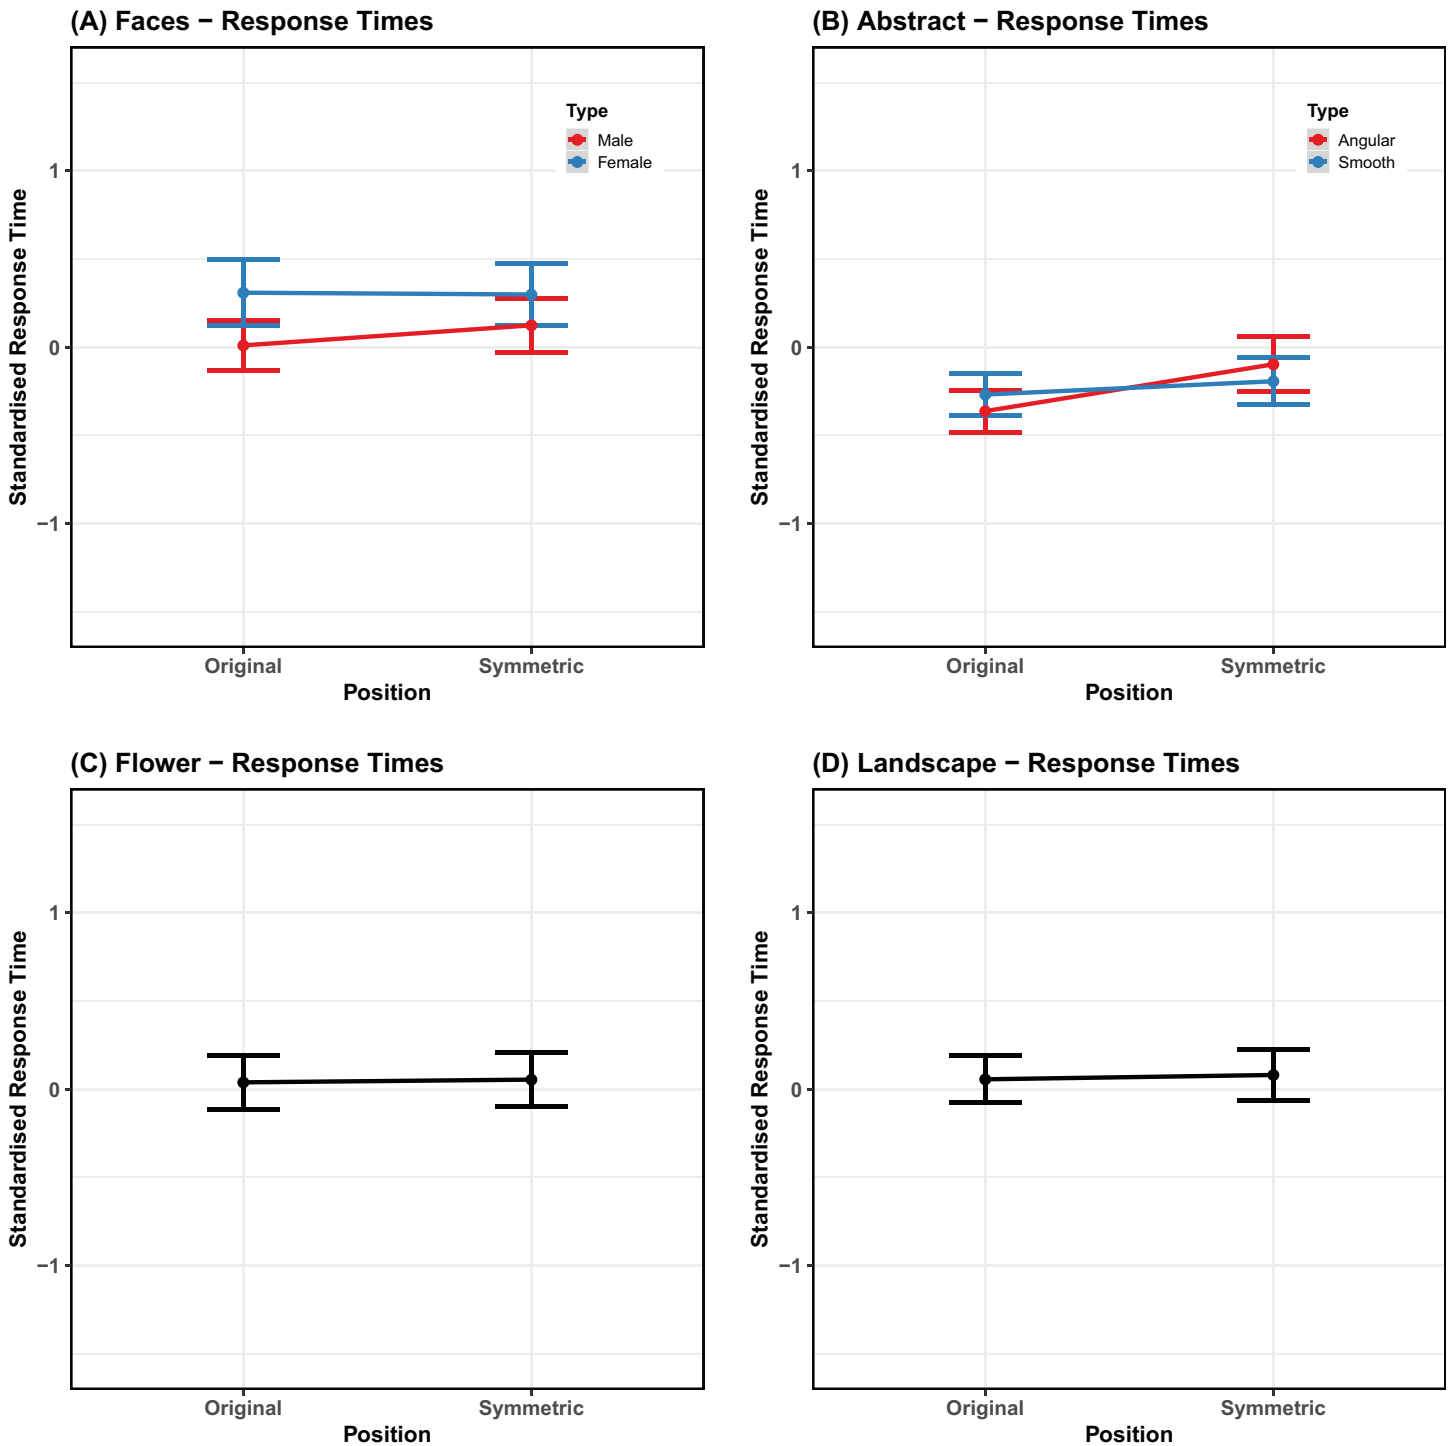 (A) Faces − Response Times
Standardised Response Time
1
0
−1
Type
Male
Female
Original
Symmetric
Position
(B) Abstract − Response Times
Standardised Response Time
1
0
−1
Type
Angular
Smooth
Original
Symmetric
Position
(C) Flower − Response Times
Standardised Response Time
1
0
−1
Original
Symmetric
Position
(D) Landscape − Response Times
Standardised Response Time
1
0
−1
Original
Symmetric
Position